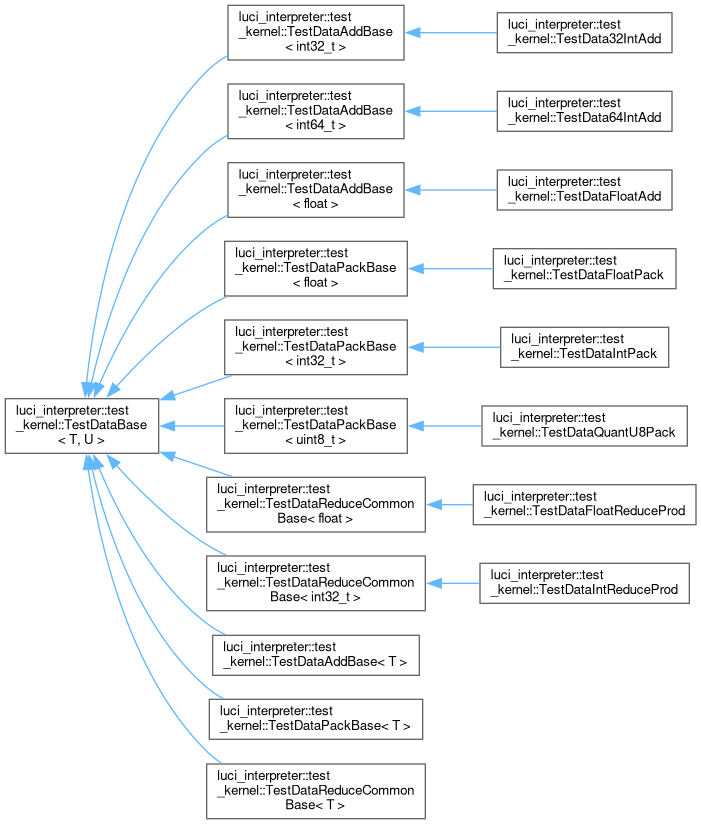 luci_interpreter::test
_kernel::TestDataAddBase
< int32_t >
luci_interpreter::test
_kernel::TestData32IntAdd
luci_interpreter::test
_kernel::TestDataAddBase
< int64_t >
luci_interpreter::test
_kernel::TestData64IntAdd
luci_interpreter::test
_kernel::TestDataAddBase
< float >
luci_interpreter::test
_kernel::TestDataFloatAdd
luci_interpreter::test
_kernel::TestDataPackBase
< float >
luci_interpreter::test
_kernel::TestDataFloatPack
luci_interpreter::test
_kernel::TestDataPackBase
< int32_t >
luci_interpreter::test
_kernel::TestDataIntPack
luci_interpreter::test
_kernel::TestDataBase
< T, U >
luci_interpreter::test
_kernel::TestDataPackBase
< uint8_t >
luci_interpreter::test
_kernel::TestDataQuantU8Pack
luci_interpreter::test
_kernel::TestDataReduceCommon
Base< float >
luci_interpreter::test
_kernel::TestDataFloatReduceProd
luci_interpreter::test
_kernel::TestDataReduceCommon
Base< int32_t >
luci_interpreter::test
_kernel::TestDataIntReduceProd
luci_interpreter::test
_kernel::TestDataAddBase< T >
luci_interpreter::test
_kernel::TestDataPackBase< T >
luci_interpreter::test
_kernel::TestDataReduceCommon
Base< T >